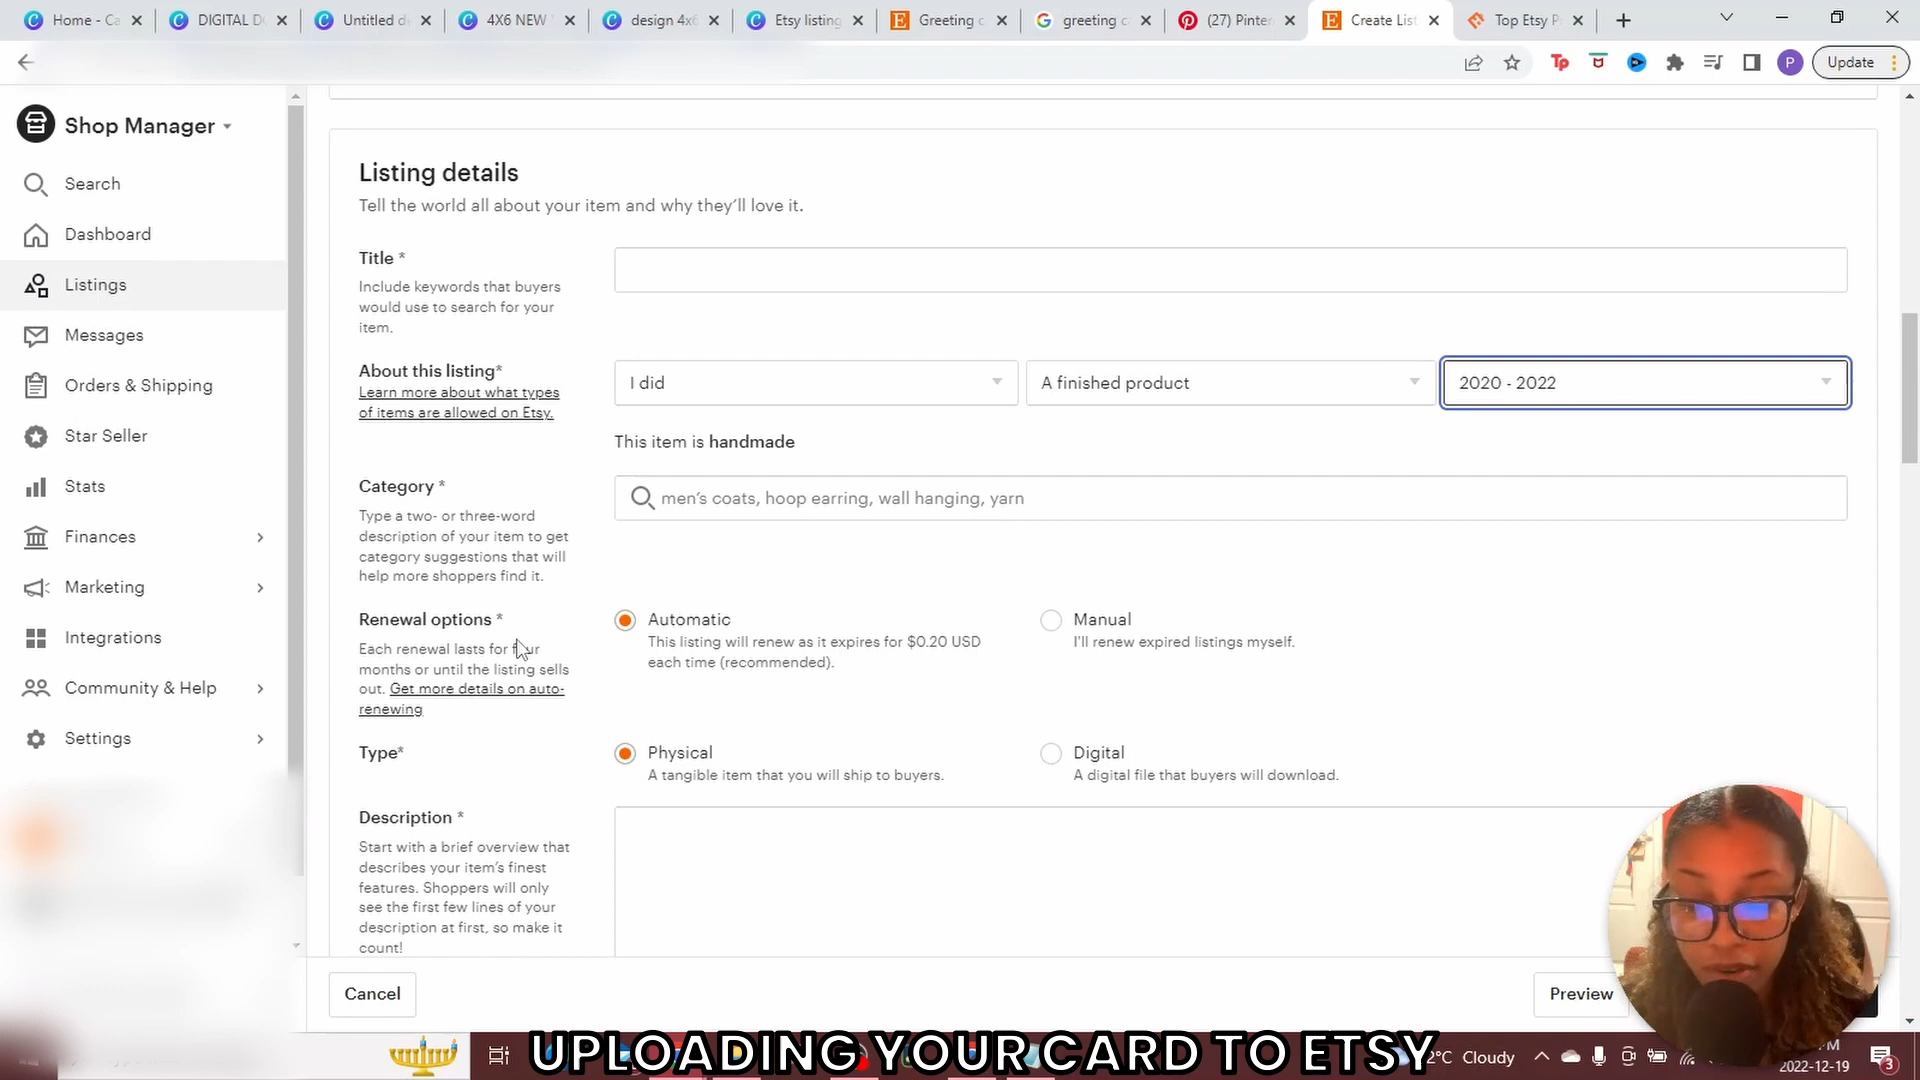 Home - Ca
DIGITAL D
Untitled d
4X6 NEW
design 4x6
Etsy listing
Greeting c
greeting c
(27) Pinter
Create List
Top Etsy P
Tp
P
Update
Shop Manager
Search
Dashboard
Listings
Messages
Orders & Shipping
Star Seller
Stats
Finances
Marketing
Integrations
Community & Help
Settings
Listing details
Tell the world all about your item and why they'll love it.
Title *
Include keywords that buyers
would use to search for your
item.
About this listing*
Learn more about what types
of items are allowed on Etsy.
I did
A finished product
2020 - 2022
This item is handmade
Category *
Type a two- or three-word
description of your item to get
category suggestions that will
help more shoppers find it.
men's coats, hoop earring, wall hanging, yarn
Renewal options *
Each renewal lasts for four
months or until the listing sells
out. Get more details on auto-
renewing
Automatic
This listing will renew as it expires for $0.20 USD
each time (recommended).
Manual
I'll renew expired listings myself.
Type*
Physical
A tangible item that you will ship to buyers.
Digital
A digital file that buyers will download.
Description *
Start with a brief overview that
describes your item's finest
features. Shoppers will only
see the first few lines of your
description at first, so make it
count!
Cancel
Preview
UPLOADING YOUR CARD TO ETSY
2°C Cloudy
2022-12-19
3